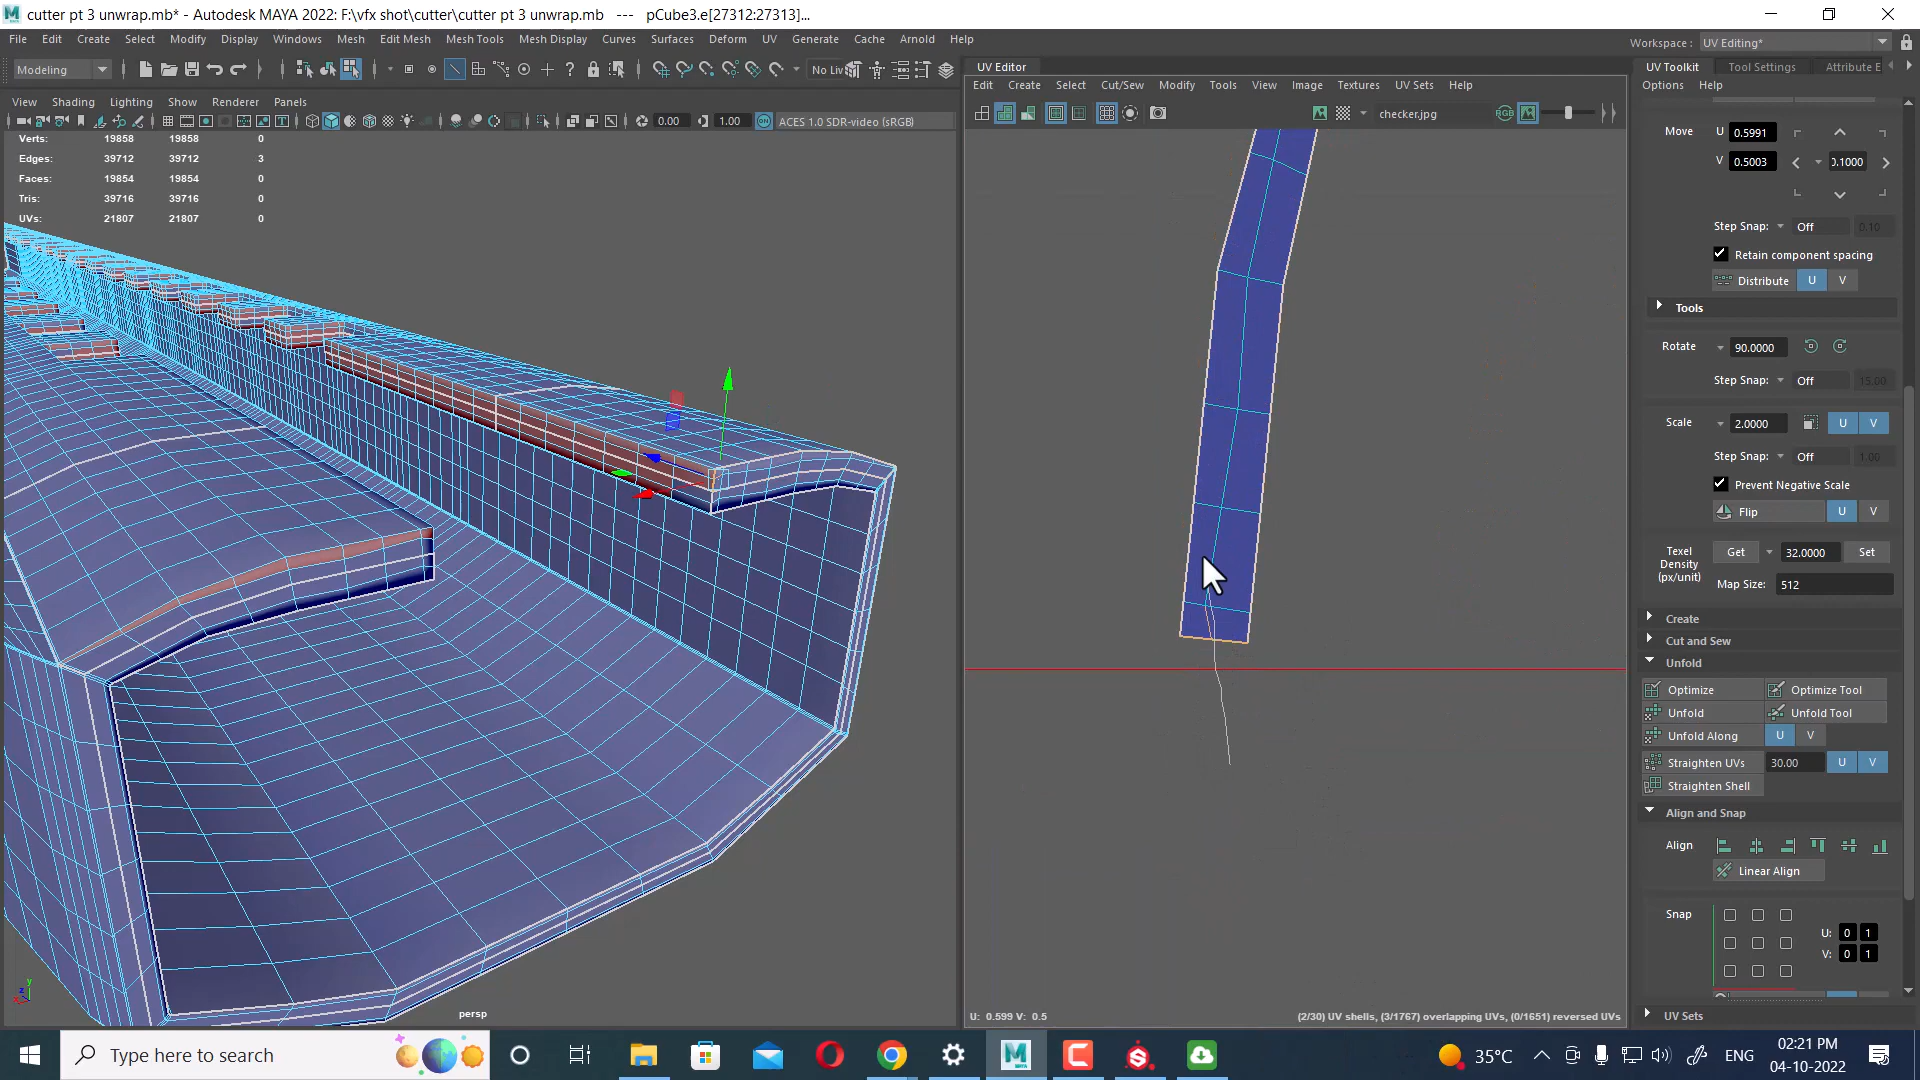 cutter pt 3 unwrap.mb* - Autodesk MAYA 2022: F:\vfx shot\cutter\cutter pt 3 unwrap.mb --- pCube3.e[27312:27313]...
File Edit Create Select Modify Display Windows Mesh Edit Mesh Mesh Tools Mesh Display Curves Surfaces Deform UV Generate Cache Arnold Help
Workspace : UV Editing*
Modeling
No Liv
UV Editor
UV Toolkit Tool Settings Attribute E
View Shading Lighting Show Renderer Panels
Edit Create Select Cut/Sew Modify Tools View Image Textures UV Sets Help
Options Help
0.00 1.00 ACES 1.0 SDR-video (sRGB)
checker.jpg
Verts: 19858 19858 0
Edges: 39712 39712 3
Faces: 19854 19854 0
Tris: 39716 39716 0
UVs: 21807 21807 0
Move U 0.5991
V 0.5003 0.1000
Step Snap: Off 0.10
Retain component spacing
Distribute U V
Tools
Rotate 90.0000
Step Snap: Off 15.00
Scale 2.0000 U V
Step Snap: Off 1.00
Prevent Negative Scale
Flip U V
Texel Density (px/unit) Get 32.0000 Set
Map Size: 512
Create
Cut and Sew
Unfold
Optimize Optimize Tool
Unfold Unfold Tool
Unfold Along U V
Straighten UVs 30.00 U V
Straighten Shell
Align and Snap
Align
Linear Align
Snap
U: 0 1
V: 0 1
UV Sets
persp
U: 0.599 V: 0.5 (2/30) UV shells, (3/1767) overlapping UVs, (0/1651) reversed UVs
Type here to search
35°C
ENG
02:21 PM
04-10-2022